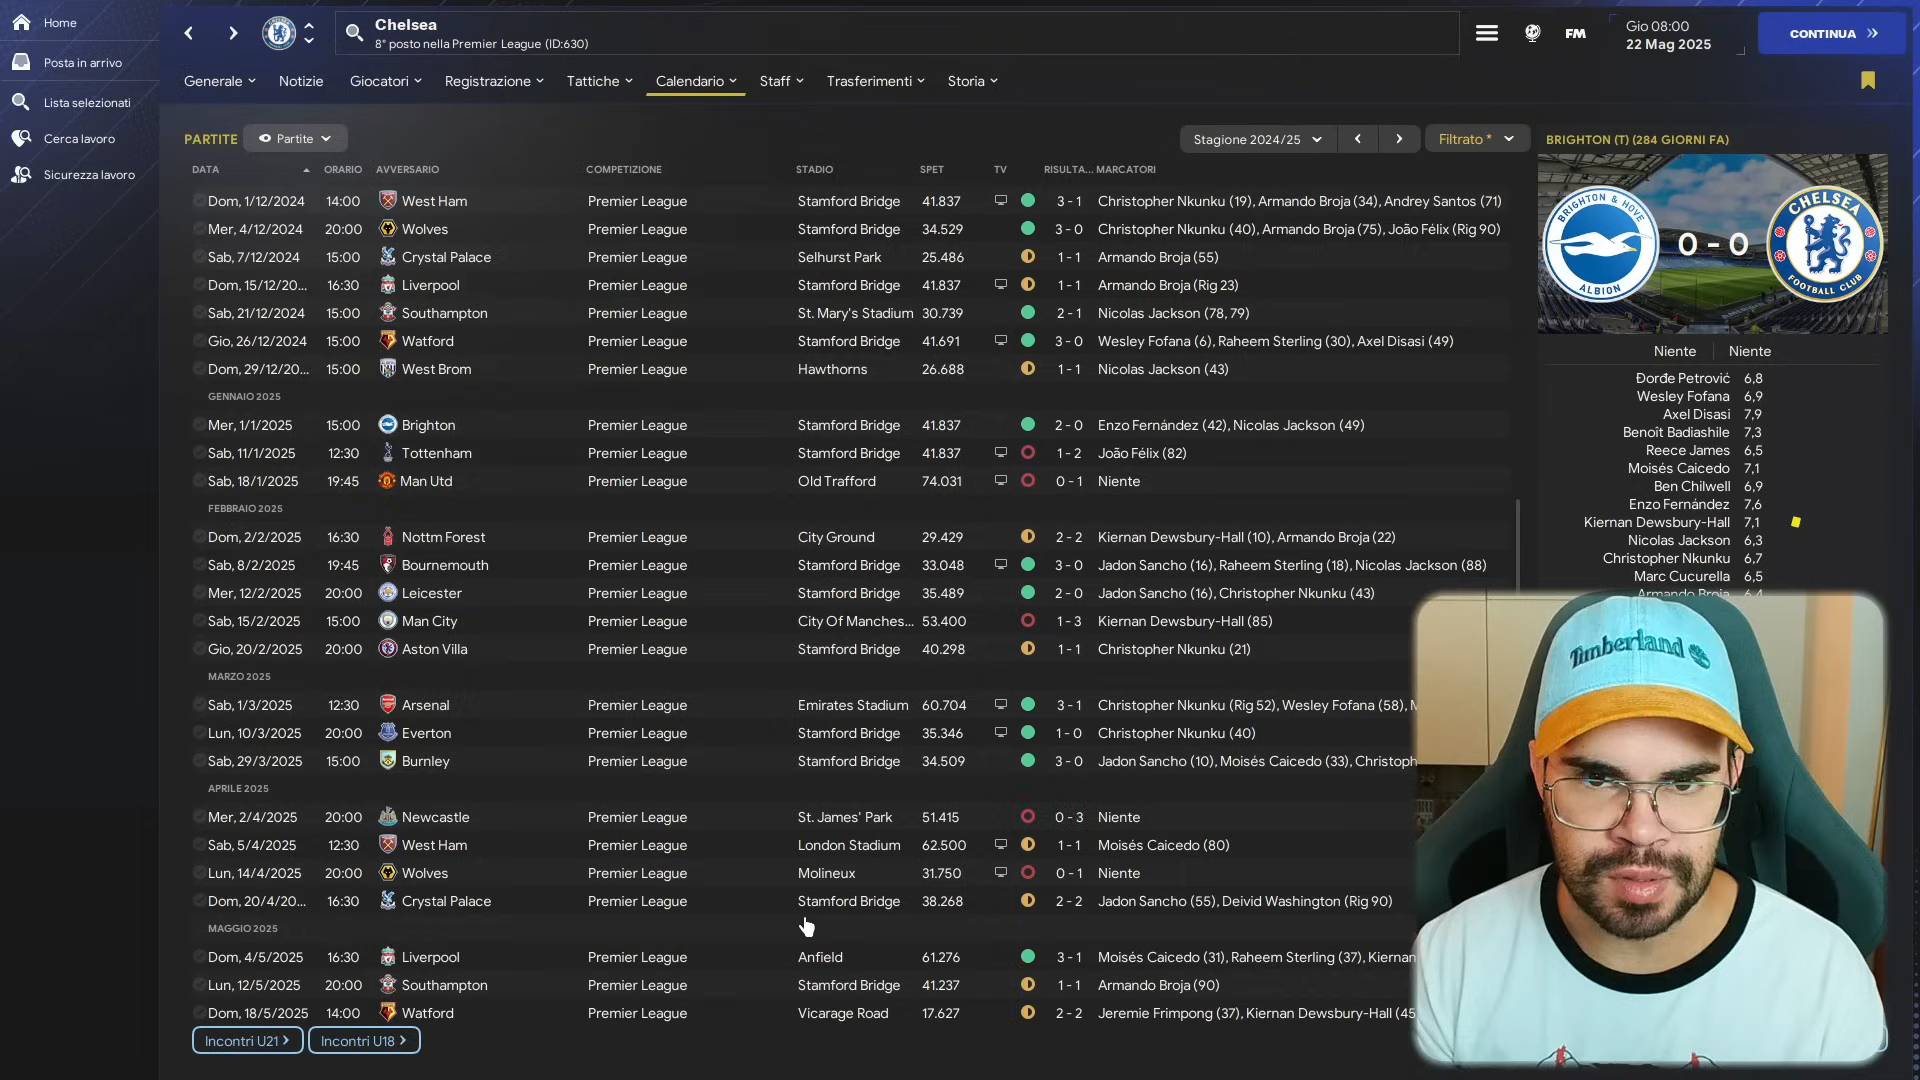 Home
Posta in arrivo
Lista selezionati
Cerca lavoro
Sicurezza lavoro
Chelsea
8° posto nella Premier League (ID:630)
FM
Gio 08:00
22 Mag 2025
CONTINUA
Generale Notizie Giocatori Registrazione Tattiche Calendario Staff Trasferimenti Storia
PARTITE Partite Stagione 2024/25 Filtrato *
DATA ORARIO AVVERSARIO COMPETIZIONE STADIO SPET TV RISULTA... MARCATORI
Dom, 1/12/2024 14:00 West Ham Premier League Stamford Bridge 41.837 3 - 1 Christopher Nkunku (19), Armando Broja (34), Andrey Santos (71)
Mer, 4/12/2024 20:00 Wolves Premier League Stamford Bridge 34.529 3 - 0 Christopher Nkunku (40), Armando Broja (75), João Félix (Rig 90)
Sab, 7/12/2024 15:00 Crystal Palace Premier League Selhurst Park 25.486 1 - 1 Armando Broja (55)
Dom, 15/12/20... 16:30 Liverpool Premier League Stamford Bridge 41.837 1 - 1 Armando Broja (Rig 23)
Sab, 21/12/2024 15:00 Southampton Premier League St. Mary's Stadium 30.739 2 - 1 Nicolas Jackson (78, 79)
Gio, 26/12/2024 15:00 Watford Premier League Stamford Bridge 41.691 3 - 0 Wesley Fofana (6), Raheem Sterling (30), Axel Disasi (49)
Dom, 29/12/20... 15:00 West Brom Premier League Hawthorns 26.688 1 - 1 Nicolas Jackson (43)
GENNAIO 2025
Mer, 1/1/2025 15:00 Brighton Premier League Stamford Bridge 41.837 2 - 0 Enzo Fernández (42), Nicolas Jackson (49)
Sab, 11/1/2025 12:30 Tottenham Premier League Stamford Bridge 41.837 1 - 2 João Félix (82)
Sab, 18/1/2025 19:45 Man Utd Premier League Old Trafford 74.031 0 - 1 Niente
FEBBRAIO 2025
Dom, 2/2/2025 16:30 Nottm Forest Premier League City Ground 29.429 2 - 2 Kiernan Dewsbury-Hall (10), Armando Broja (22)
Sab, 8/2/2025 19:45 Bournemouth Premier League Stamford Bridge 33.048 3 - 0 Jadon Sancho (16), Raheem Sterling (18), Nicolas Jackson (88)
Mer, 12/2/2025 20:00 Leicester Premier League Stamford Bridge 35.489 2 - 0 Jadon Sancho (16), Christopher Nkunku (43)
Sab, 15/2/2025 15:00 Man City Premier League City Of Manches... 53.400 1 - 3 Kiernan Dewsbury-Hall (85)
Gio, 20/2/2025 20:00 Aston Villa Premier League Stamford Bridge 40.298 1 - 1 Christopher Nkunku (21)
MARZO 2025
Sab, 1/3/2025 12:30 Arsenal Premier League Emirates Stadium 60.704 3 - 1 Christopher Nkunku (Rig 52), Wesley Fofana (58),
Lun, 10/3/2025 20:00 Everton Premier League Stamford Bridge 35.346 1 - 0 Christopher Nkunku (40)
Sab, 29/3/2025 15:00 Burnley Premier League Stamford Bridge 34.509 3 - 0 Jadon Sancho (10), Moisés Caicedo (33), Christoph
APRILE 2025
Mer, 2/4/2025 20:00 Newcastle Premier League St. James' Park 51.415 0 - 3 Niente
Sab, 5/4/2025 12:30 West Ham Premier League London Stadium 62.500 1 - 1 Moisés Caicedo (80)
Lun, 14/4/2025 20:00 Wolves Premier League Molineux 31.750 0 - 1 Niente
Dom, 20/4/20... 16:30 Crystal Palace Premier League Stamford Bridge 38.268 2 - 2 Jadon Sancho (55), Deivid Washington (Rig 90)
MAGGIO 2025
Dom, 4/5/2025 16:30 Liverpool Premier League Anfield 61.276 3 - 1 Moisés Caicedo (31), Raheem Sterling (37), Kiernan
Lun, 12/5/2025 20:00 Southampton Premier League Stamford Bridge 41.237 1 - 1 Armando Broja (90)
Dom, 18/5/2025 14:00 Watford Premier League Vicarage Road 17.627 2 - 2 Jeremie Frimpong (37), Kiernan Dewsbury-Hall (45
Incontri U21 Incontri U18
BRIGHTON (T) (284 GIORNI FA)
BRIGHTON & HOVE
ALBION
0 - 0
CHELSEA
FOOTBALL CLUB
Niente Niente
Đorđe Petrović 6,8
Wesley Fofana 6,9
Axel Disasi 7,9
Benoît Badiashile 7,3
Reece James 6,5
Moisés Caicedo 7,1
Ben Chilwell 6,9
Enzo Fernández 7,6
Kiernan Dewsbury-Hall 7,1
Nicolas Jackson 6,3
Christopher Nkunku 6,7
Marc Cucurella 6,5
Armando Broja 6,4
Timberland